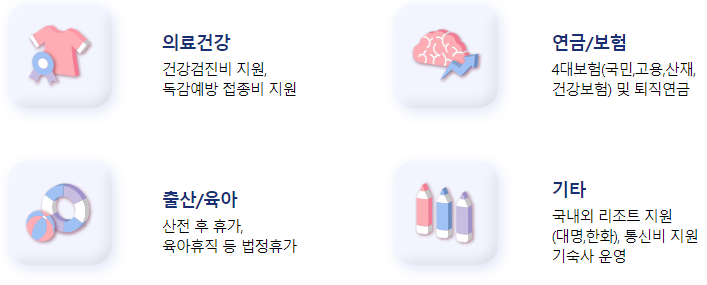 의료건강
건강검진비 지원,
독감예방 접종비 지원
연금/보험
4대보험(국민,고용,산재,
건강보험) 및 퇴직연금
출산/육아
산전 후 휴가,
육아휴직 등 법정휴가
기타
국내외 리조트 지원
(대명,한화), 통신비 지원
기숙사 운영